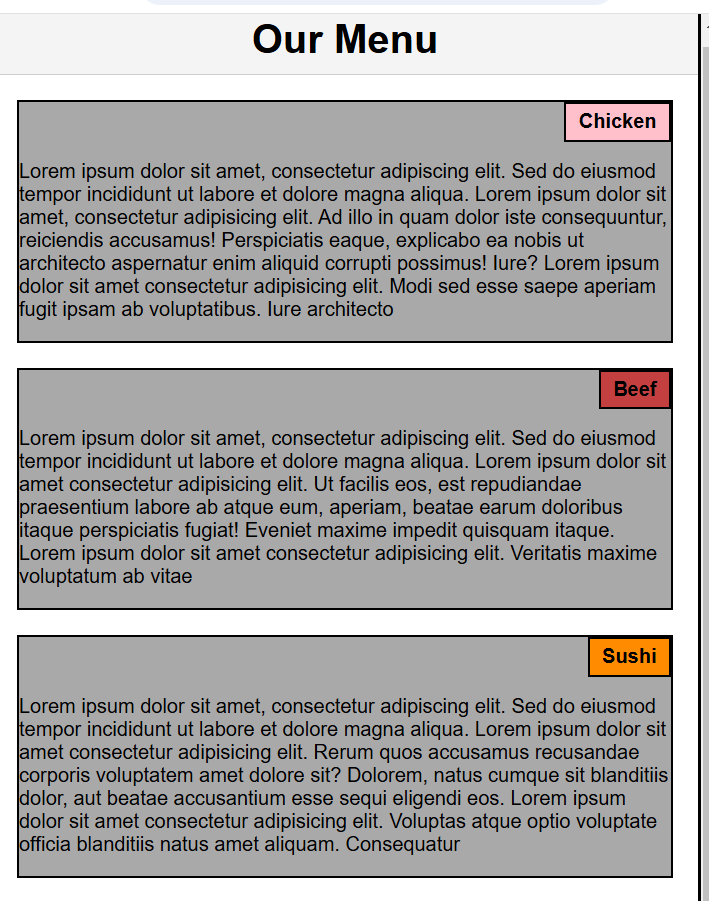 Our Menu
Chicken
Lorem ipsum dolor sit amet, consectetur adipiscing elit. Sed do eiusmod
tempor incididunt ut labore et dolore magna aliqua. Lorem ipsum dolor sit
amet, consectetur adipisicing elit. Ad illo in quam dolor iste consequuntur,
reiciendis accusamus! Perspiciatis eaque, explicabo ea nobis ut
architecto aspernatur enim aliquid corrupti possimus! Iure? Lorem ipsum
dolor sit amet consectetur adipisicing elit. Modi sed esse saepe aperiam
fugit ipsam ab voluptatibus. Iure architecto
Beef
Lorem ipsum dolor sit amet, consectetur adipiscing elit. Sed do eiusmod
tempor incididunt ut labore et dolore magna aliqua. Lorem ipsum dolor sit
amet consectetur adipisicing elit. Ut facilis eos, est repudiandae
praesentium labore ab atque eum, aperiam, beatae earum doloribus
itaque perspiciatis fugiat! Eveniet maxime impedit quisquam itaque.
Lorem ipsum dolor sit amet consectetur adipisicing elit. Veritatis maxime
voluptatum ab vitae
Sushi
Lorem ipsum dolor sit amet, consectetur adipiscing elit. Sed do eiusmod
tempor incididunt ut labore et dolore magna aliqua. Lorem ipsum dolor sit
amet consectetur adipisicing elit. Rerum quos accusamus recusandae
corporis voluptatem amet dolore sit? Dolorem, natus cumque sit blanditiis
dolor, aut beatae accusantium esse sequi eligendi eos. Lorem ipsum
dolor sit amet consectetur adipisicing elit. Voluptas atque optio voluptate
officia blanditiis natus amet aliquam. Consequatur